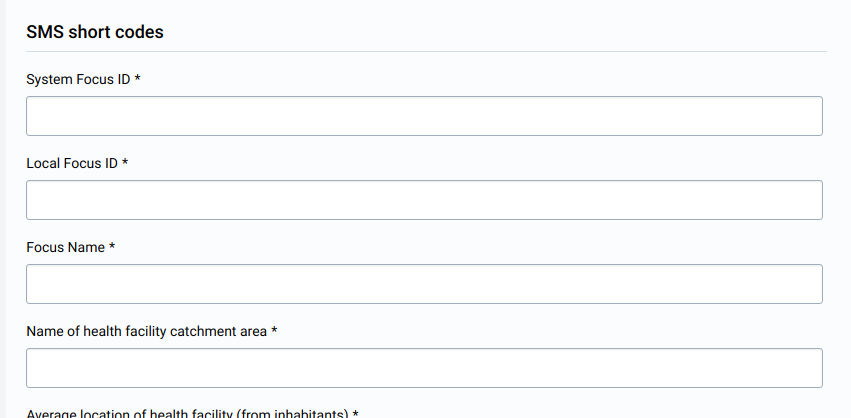 SMS short codes
System Focus ID *
Local Focus ID *
Focus Name *
Name of health facility catchment area *
Average location of health facility (from inhabitants) *